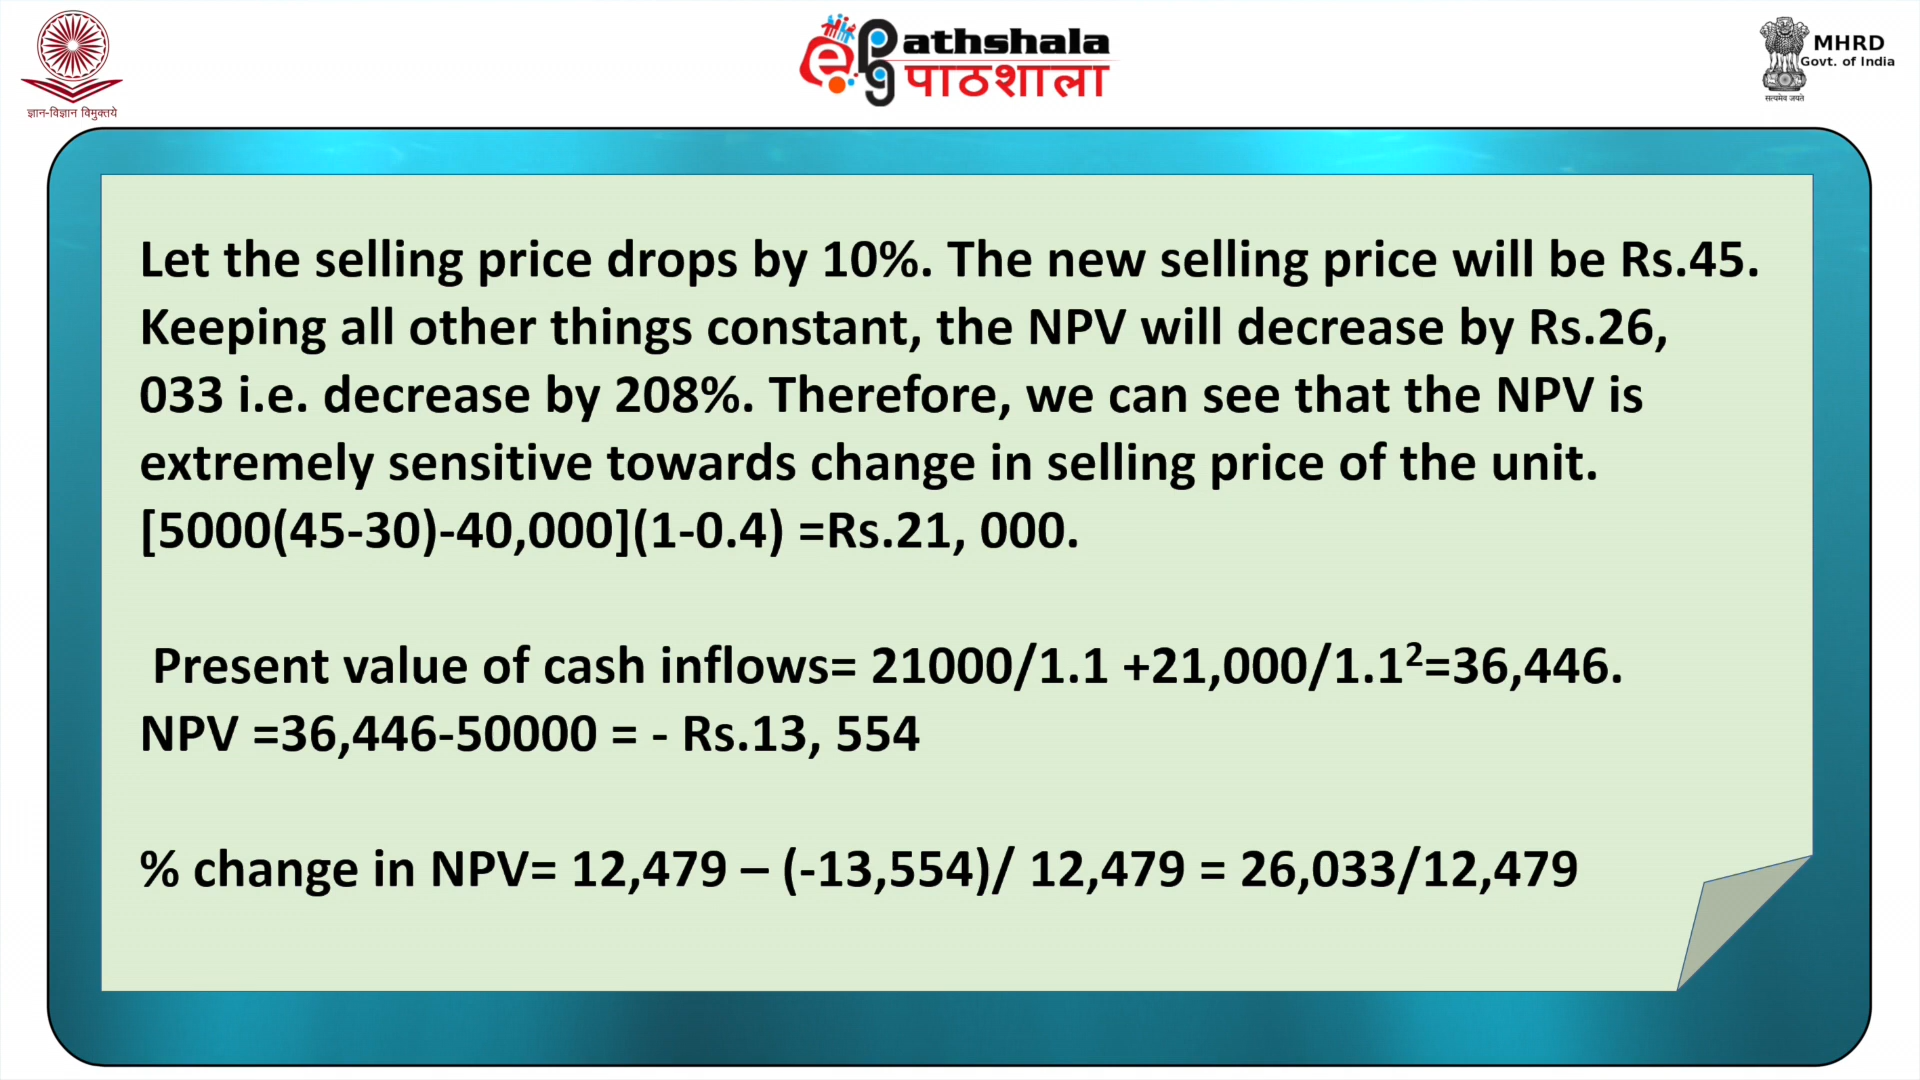 ज्ञान-विज्ञान विमुक्तये
ePG athshala
पाठशाला
MHRD
Govt. of India
सत्यमेव जयते
Let the selling price drops by 10%. The new selling price will be Rs.45.
Keeping all other things constant, the NPV will decrease by Rs.26,
033 i.e. decrease by 208%. Therefore, we can see that the NPV is
extremely sensitive towards change in selling price of the unit.
[5000(45-30)-40,000](1-0.4) =Rs.21, 000.
Present value of cash inflows= 21000/1.1 +21,000/1.1²=36,446.
NPV =36,446-50000 = - Rs.13, 554
% change in NPV= 12,479 – (-13,554)/ 12,479 = 26,033/12,479